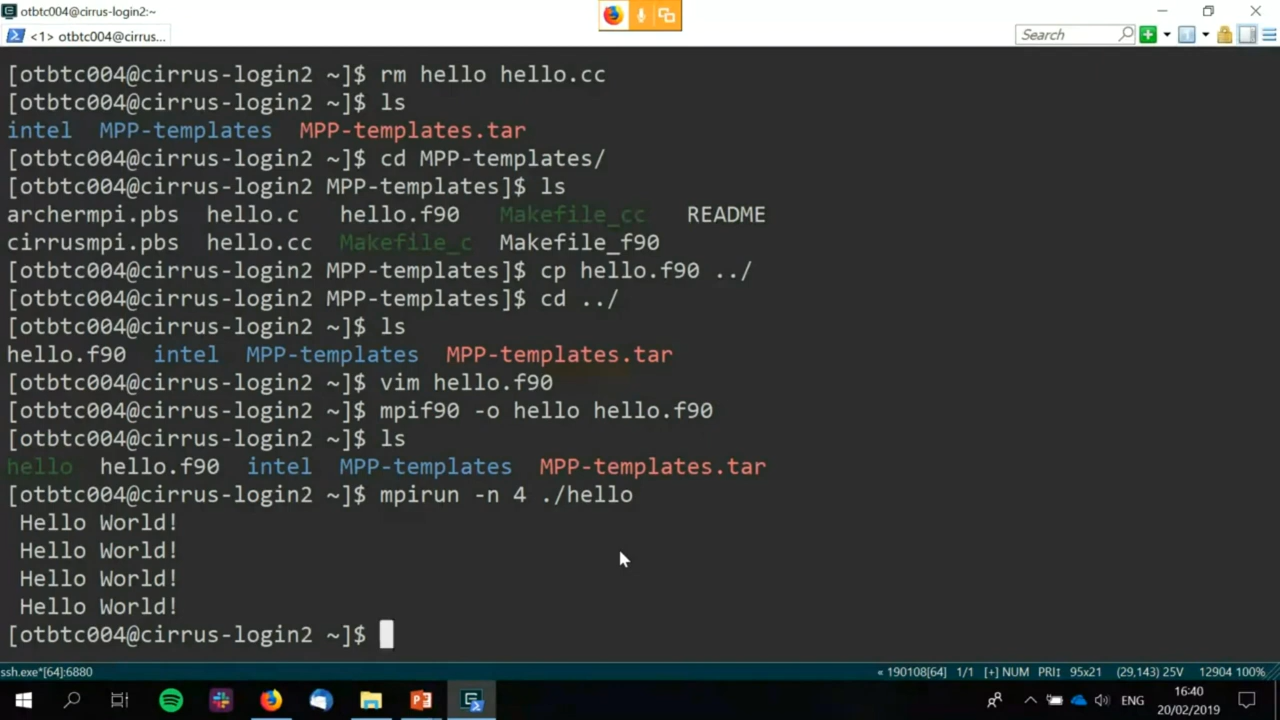 otbtc004@cirrus-login2:~
<1> otbtc004@cirrus...
Search
[otbtc004@cirrus-login2 ~]$ rm hello hello.cc
[otbtc004@cirrus-login2 ~]$ ls
intel MPP-templates MPP-templates.tar
[otbtc004@cirrus-login2 ~]$ cd MPP-templates/
[otbtc004@cirrus-login2 MPP-templates]$ ls
archermpi.pbs hello.c hello.f90 Makefile_cc README
cirrusmpi.pbs hello.cc Makefile_c Makefile_f90
[otbtc004@cirrus-login2 MPP-templates]$ cp hello.f90 ../
[otbtc004@cirrus-login2 MPP-templates]$ cd ../
[otbtc004@cirrus-login2 ~]$ ls
hello.f90 intel MPP-templates MPP-templates.tar
[otbtc004@cirrus-login2 ~]$ vim hello.f90
[otbtc004@cirrus-login2 ~]$ mpif90 -o hello hello.f90
[otbtc004@cirrus-login2 ~]$ ls
hello hello.f90 intel MPP-templates MPP-templates.tar
[otbtc004@cirrus-login2 ~]$ mpirun -n 4 ./hello
Hello World!
Hello World!
Hello World!
Hello World!
[otbtc004@cirrus-login2 ~]$
ssh.exe*[64]:6880 « 190108[64] 1/1 [+] NUM PRI↕ 95x21 (29,143) 25V 12904 100%
ENG
16:40
20/02/2019